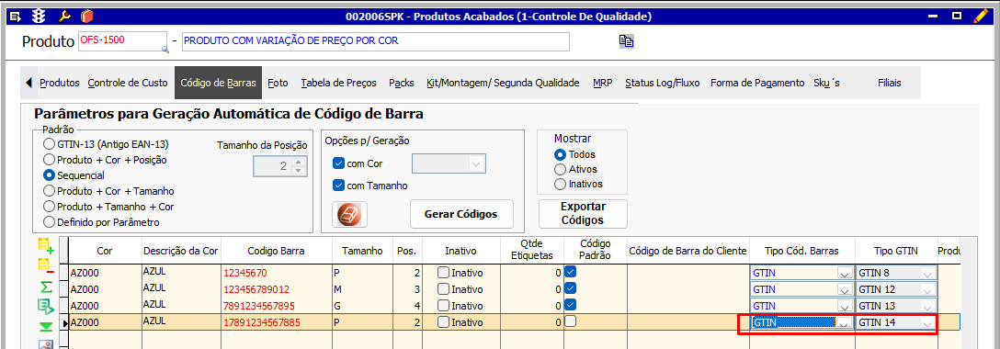 002006SPK - Produtos Acabados (1-Controle De Qualidade)
Produto OFS-1500 - PRODUTO COM VARIAÇÃO DE PREÇO POR COR
Produtos Controle de Custo Código de Barras Foto Tabela de Preços Packs Kit/Montagem/ Segunda Qualidade MRP Status Log/Fluxo Forma de Pagamento Sku´s Filiais
Parâmetros para Geração Automática de Código de Barra
Padrão
GTIN-13 (Antigo EAN-13)
Produto + Cor + Posição
Sequencial
Produto + Cor + Tamanho
Produto + Tamanho + Cor
Definido por Parâmetro
Tamanho da Posição
2
Opções p/ Geração
com Cor
com Tamanho
Gerar Códigos
Mostrar
Todos
Ativos
Inativos
Exportar
Códigos
Cor Descrição da Cor Codigo Barra Tamanho Pos. Inativo Qtde Etiquetas Código Padrão Código de Barra do Cliente Tipo Cód. Barras Tipo GTIN Produ
AZ000 AZUL 12345670 P 2 Inativo 0 GTIN GTIN 8
AZ000 AZUL 123456789012 M 3 Inativo 0 GTIN GTIN 12
AZ000 AZUL 7891234567895 G 4 Inativo 0 GTIN GTIN 13
AZ000 AZUL 17891234567885 P 2 Inativo 0 GTIN GTIN 14